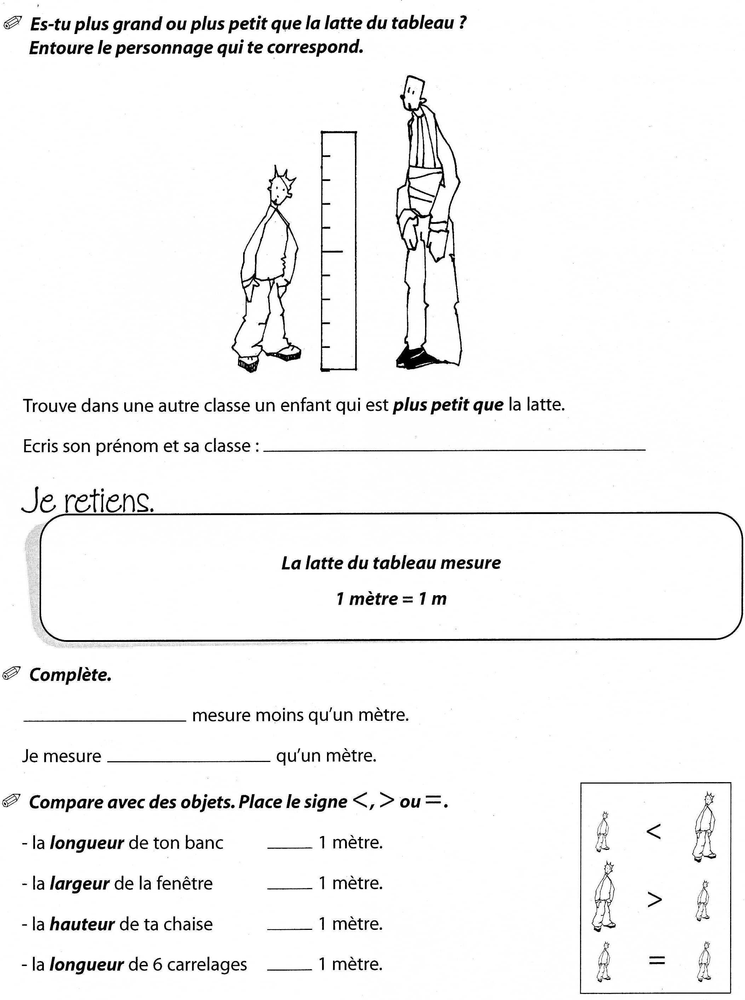 Es-tu plus grand ou plus petit que la latte du tableau ?
Entoure le personnage qui te correspond.
Trouve dans une autre classe un enfant qui est plus petit que la latte.
Ecris son prénom et sa classe : ____________________
Je retiens.
La latte du tableau mesure
1 mètre = 1 m
Complète.
____________________ mesure moins qu'un mètre.
Je mesure ____________________ qu'un mètre.
Compare avec des objets. Place le signe <, > ou =.
- la longueur de ton banc _____ 1 mètre.
- la largeur de la fenêtre _____ 1 mètre.
- la hauteur de ta chaise _____ 1 mètre.
- la longueur de 6 carrelages _____ 1 mètre.
<
>
=